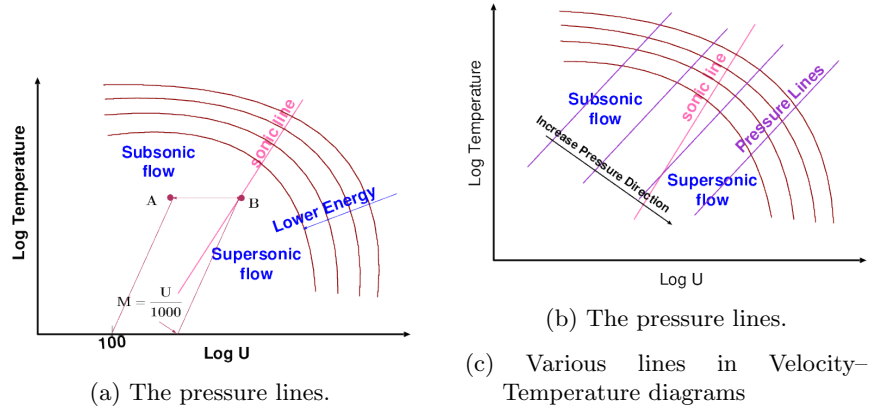 Log Temperature
Subsonic
flow
sonic line
A
B
Lower Energy
Supersonic
flow
M = U
1000
100
Log U
(a) The pressure lines.
Log Temperature
Subsonic
flow
sonic line
Pressure Lines
Increase Pressure Direction
Supersonic
flow
Log U
(b) The pressure lines.
(c) Various lines in Velocity–
Temperature diagrams